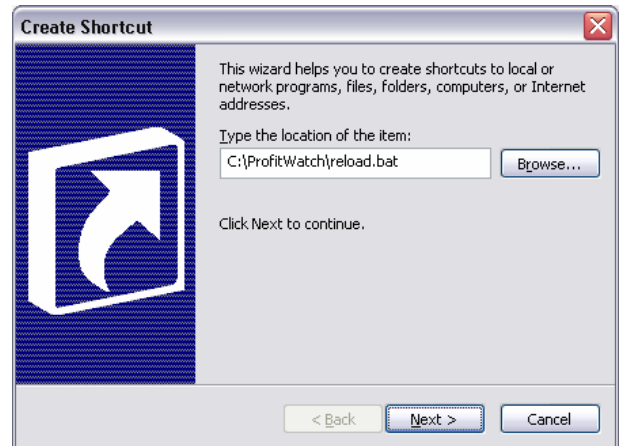 Create Shortcut
This wizard helps you to create shortcuts to local or
network programs, files, folders, computers, or Internet
addresses.
Type the location of the item:
C:\ProfitWatch\reload.bat
Browse...
Click Next to continue.
< Back
Next >
Cancel